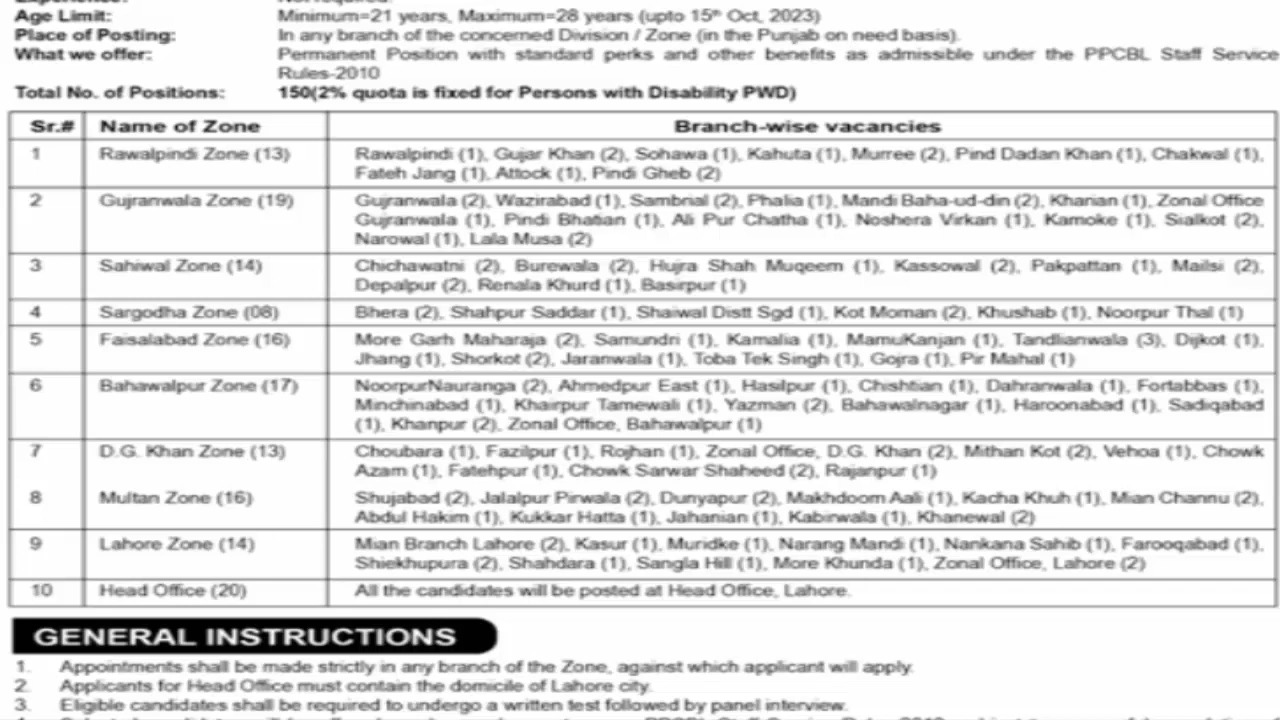 Age Limit: Minimum=21 years, Maximum=28 years (upto 15th Oct, 2023)
Place of Posting: In any branch of the concerned Division / Zone (in the Punjab on need basis).
What we offer: Permanent Position with standard perks and other benefits as admissible under the PPCBL Staff Service
Rules-2010
Total No. of Positions: 150(2% quota is fixed for Persons with Disability PWD)
Sr.# Name of Zone Branch-wise vacancies
1 Rawalpindi Zone (13) Rawalpindi (1), Gujar Khan (2), Sohawa (1), Kahuta (1), Murree (2), Pind Dadan Khan (1), Chakwal (1),
Fateh Jang (1), Attock (1), Pindi Gheb (2)
2 Gujranwala Zone (19) Gujranwala (2), Wazirabad (1), Sambrial (2), Phalia (1), Mandi Baha-ud-din (2), Kharian (1), Zonal Office
Gujranwala (1), Pindi Bhatian (1), Ali Pur Chatha (1), Noshera Virkan (1), Kamoke (1), Sialkot (2),
Narowal (1), Lala Musa (2)
3 Sahiwal Zone (14) Chichawatni (2), Burewala (2), Hujra Shah Muqeem (1), Kassowal (2), Pakpattan (1), Mailsi (2),
Depalpur (2), Renala Khurd (1), Basirpur (1)
4 Sargodha Zone (08) Bhera (2), Shahpur Saddar (1), Shaiwal Distt Sgd (1), Kot Moman (2), Khushab (1), Noorpur Thal (1)
5 Faisalabad Zone (16) More Garh Maharaja (2), Samundri (1), Kamalia (1), MamuKanjan (1), Tandlianwala (3), Dijkot (1),
Jhang (1), Shorkot (2), Jaranwala (1), Toba Tek Singh (1), Gojra (1), Pir Mahal (1)
6 Bahawalpur Zone (17) NoorpurNauranga (2), Ahmedpur East (1), Hasilpur (1), Chishtian (1), Dahranwala (1), Fortabbas (1),
Minchinabad (1), Khairpur Tamewali (1), Yazman (2), Bahawalnagar (1), Haroonabad (1), Sadiqabad
(1), Khanpur (2), Zonal Office, Bahawalpur (1)
7 D.G. Khan Zone (13) Choubara (1), Fazilpur (1), Rojhan (1), Zonal Office, D.G. Khan (2), Mithan Kot (2), Vehoa (1), Chowk
Azam (1), Fatehpur (1), Chowk Sarwar Shaheed (2), Rajanpur (1)
8 Multan Zone (16) Shujabad (2), Jalalpur Pirwala (2), Dunyapur (2), Makhdoom Aali (1), Kacha Khuh (1), Mian Channu (2),
Abdul Hakim (1), Kukkar Hatta (1), Jahanian (1), Kabirwala (1), Khanewal (2)
9 Lahore Zone (14) Mian Branch Lahore (2), Kasur (1), Muridke (1), Narang Mandi (1), Nankana Sahib (1), Farooqabad (1),
Shiekhupura (2), Shahdara (1), Sangla Hill (1), More Khunda (1), Zonal Office, Lahore (2)
10 Head Office (20) All the candidates will be posted at Head Office, Lahore.
GENERAL INSTRUCTIONS
1. Appointments shall be made strictly in any branch of the Zone, against which applicant will apply.
2. Applicants for Head Office must contain the domicile of Lahore city.
3. Eligible candidates shall be required to undergo a written test followed by panel interview.